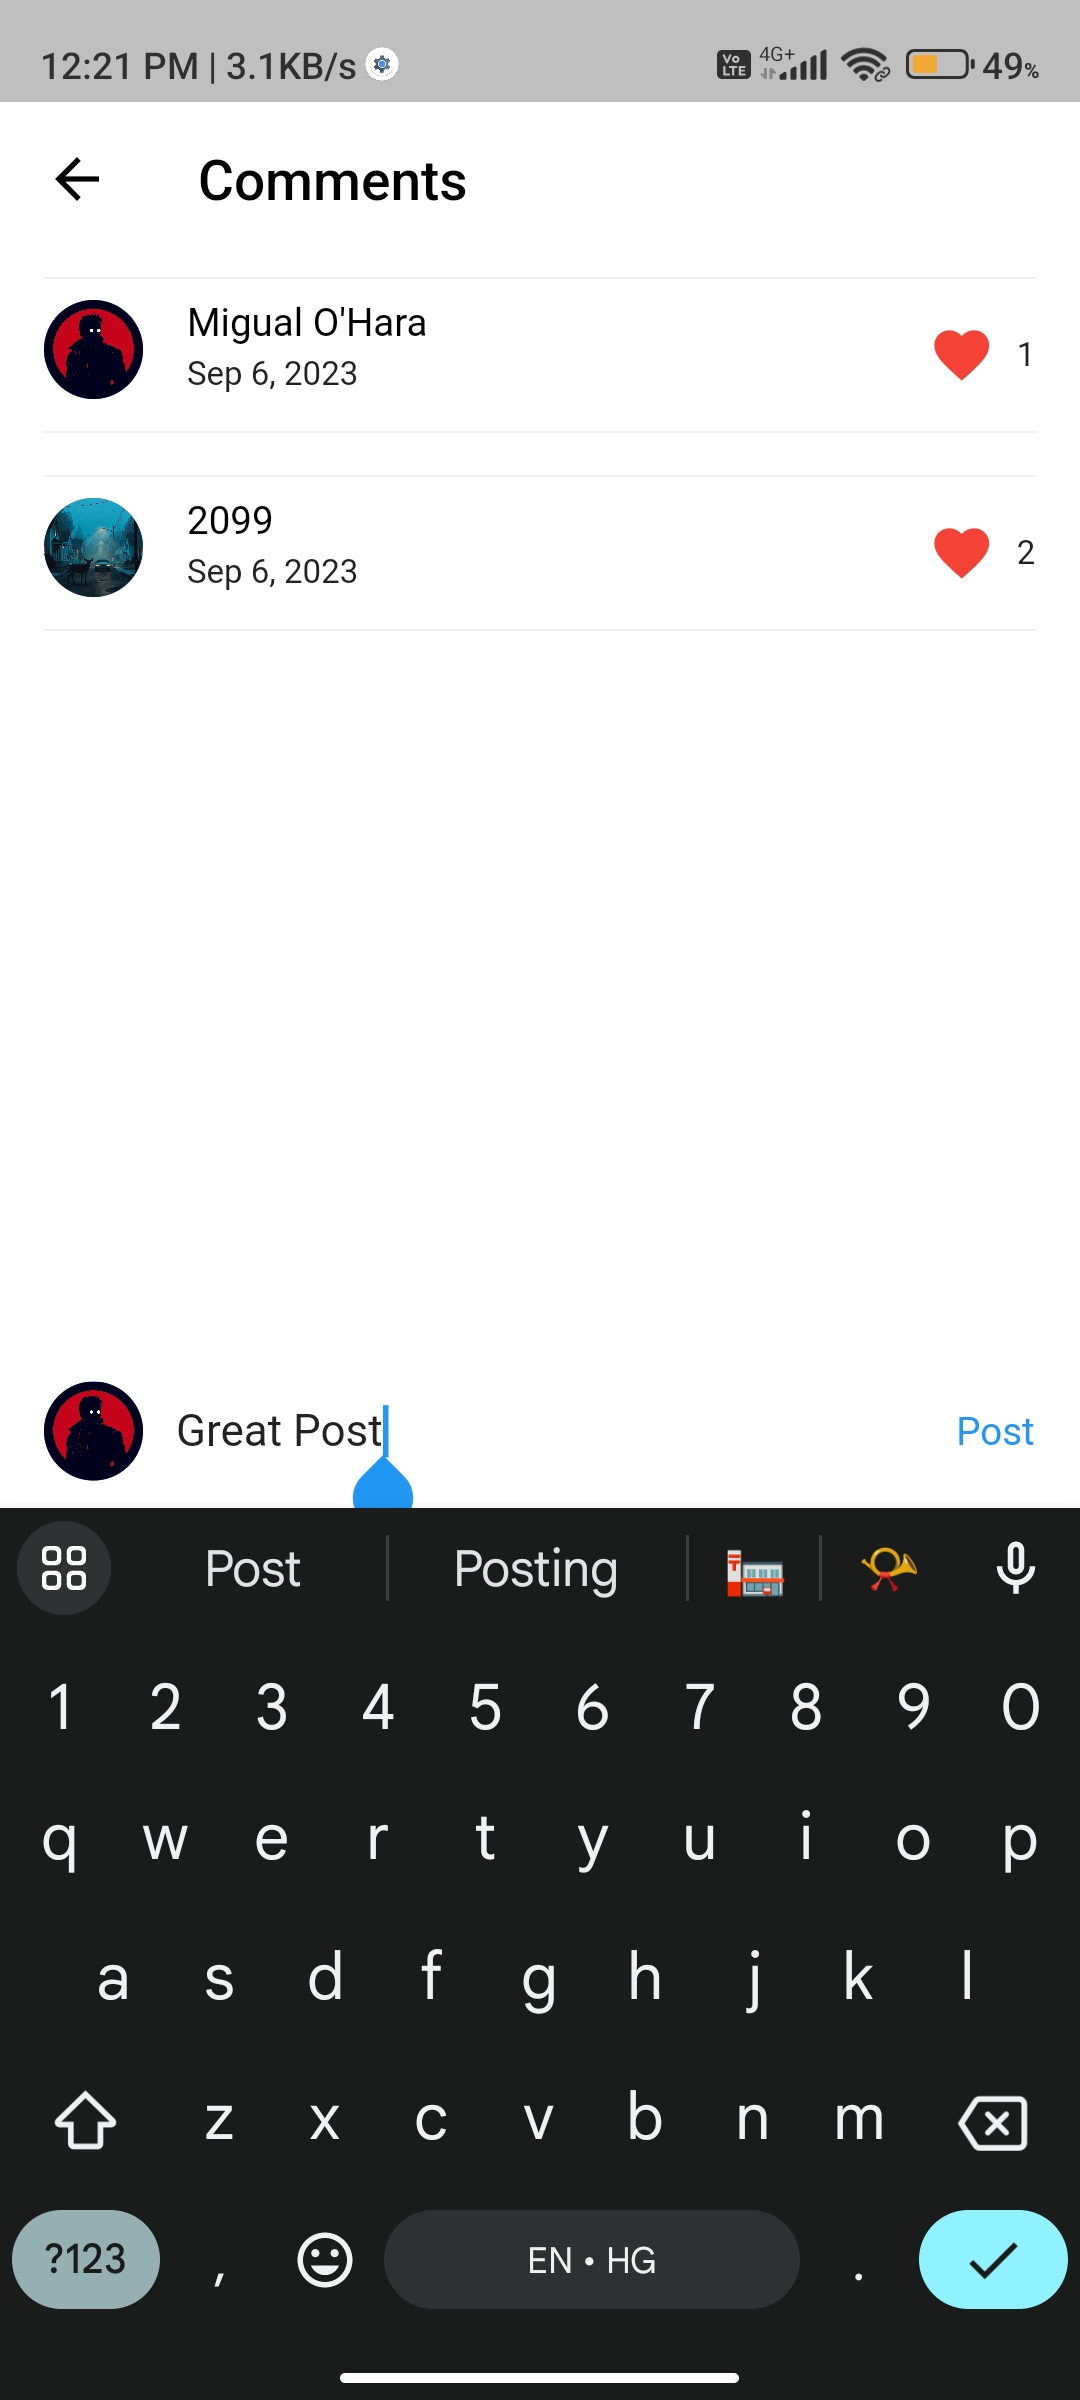 12:21 PM | 3.1KB/s Vo LTE 4G+ 49%
Comments
Migual O'Hara
Sep 6, 2023
1
2099
Sep 6, 2023
2
Great Post Post
Post Posting
1 2 3 4 5 6 7 8 9 0
q w e r t y u i o p
a s d f g h j k l
z x c v b n m
?123 , EN • HG .